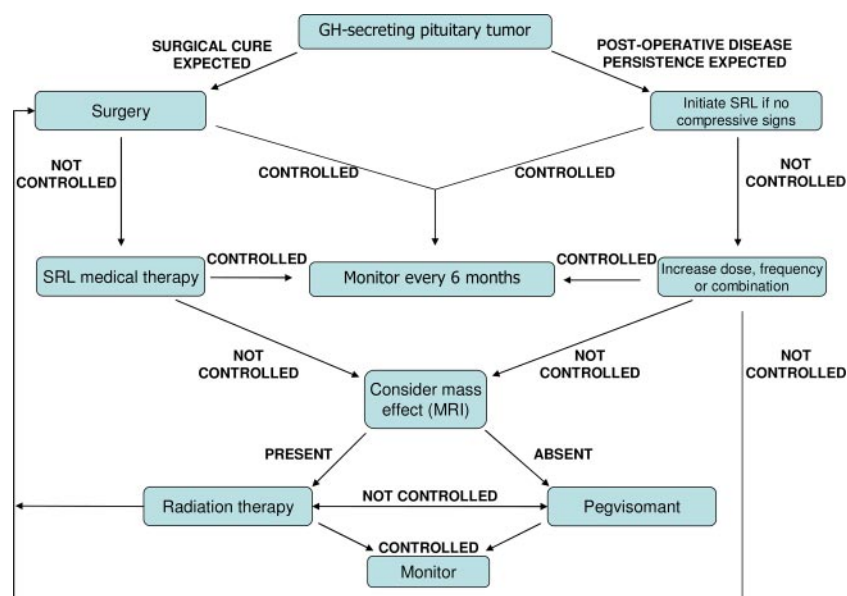 GH-secreting pituitary tumor
SURGICAL CURE
EXPECTED
POST-OPERATIVE DISEASE
PERSISTENCE EXPECTED
Surgery
Initiate SRL if no
compressive signs
NOT
CONTROLLED
CONTROLLED
CONTROLLED
NOT
CONTROLLED
SRL medical therapy
CONTROLLED
Monitor every 6 months
CONTROLLED
Increase dose, frequency
or combination
NOT
CONTROLLED
NOT
CONTROLLED
NOT
CONTROLLED
Consider mass
effect (MRI)
PRESENT
ABSENT
Radiation therapy
NOT CONTROLLED
Pegvisomant
CONTROLLED
Monitor